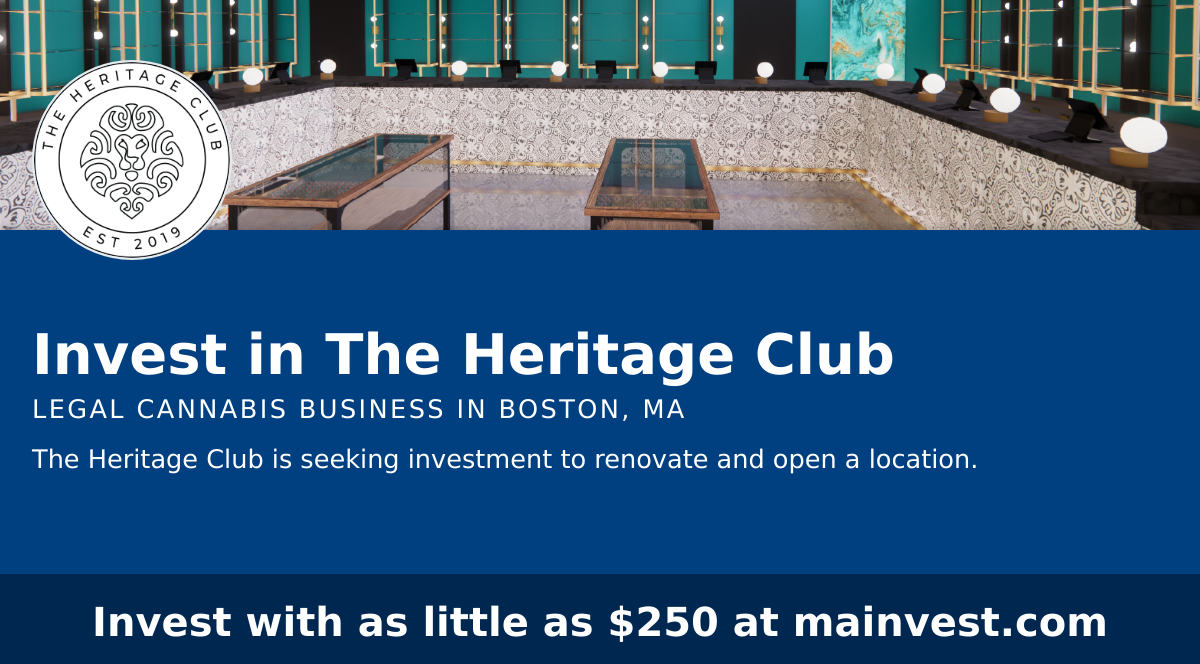 THE HERITAGE CLUB
EST 2019
Invest in The Heritage Club
LEGAL CANNABIS BUSINESS IN BOSTON, MA
The Heritage Club is seeking investment to renovate and open a location.
Invest with as little as $250 at mainvest.com